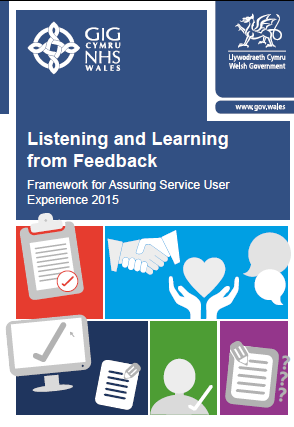 GIG
CYMRU
NHS
WALES
Llywodraeth Cymru
Welsh Government
www.gov.wales
Listening and Learning
from Feedback
Framework for Assuring Service User
Experience 2015
? ? ?